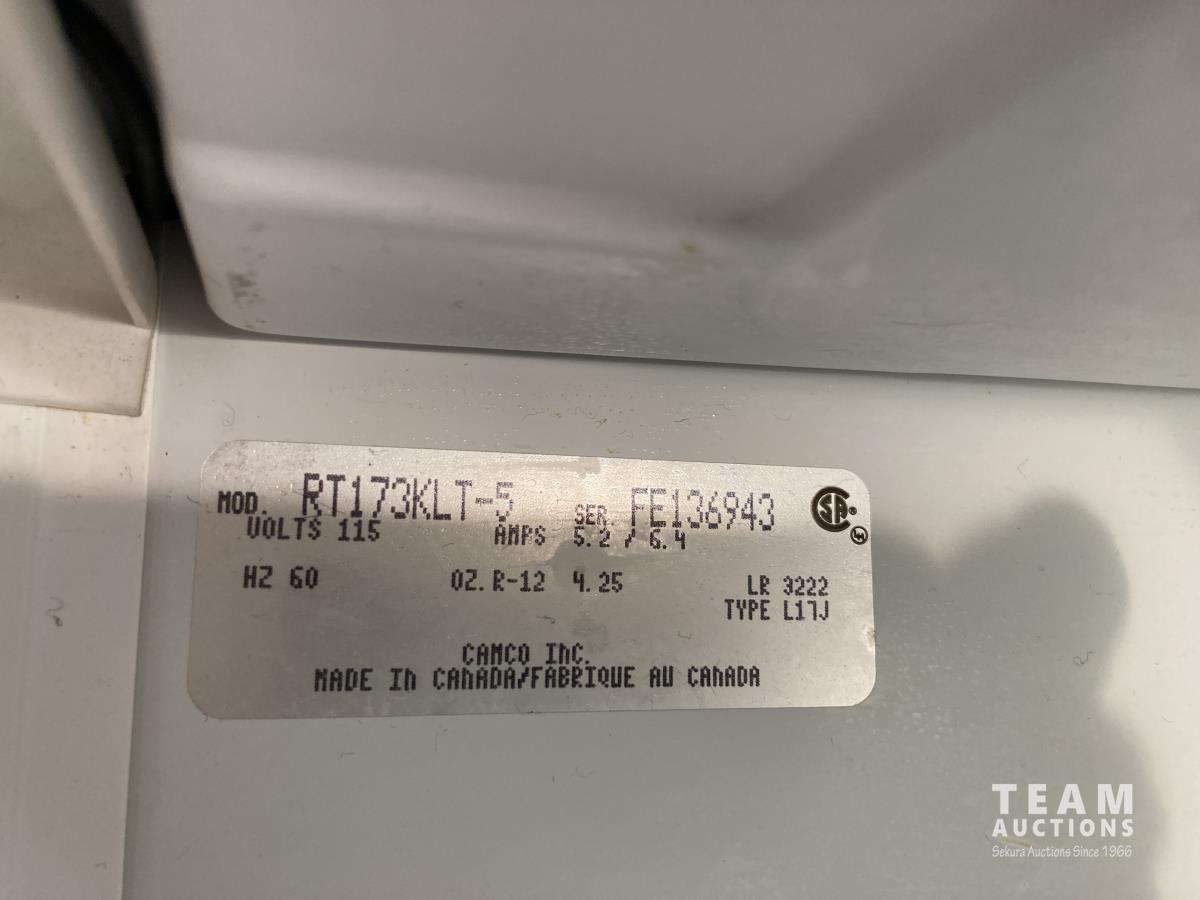 MOD. RT173KLT-5 SER. FE136943 SA®
VOLTS 115 AMPS 5.2 / 6.4
HZ 60 OZ. R-12 4.25 LR 3222
TYPE L17J
CAMCO Inc.
MADE In CAnADA/FABRIQUE AU CAnADA
TEAM
AUCTIONS
Sekura Auctions Since 1966